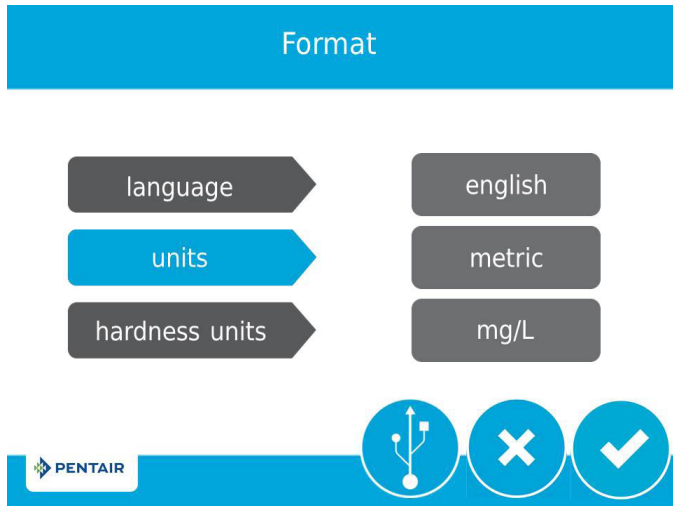 Format
language
english
units
metric
hardness units
mg/L
PENTAIR